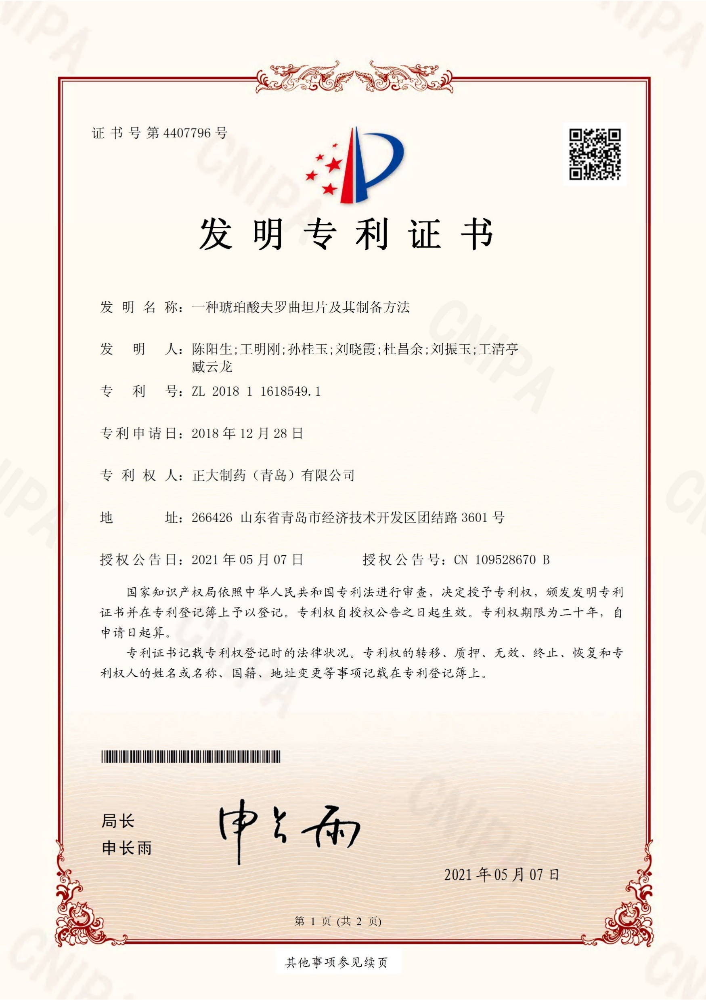 证书号第4407796号
发明专利证书
发明名称：一种琥珀酸夫罗曲坦片及其制备方法
发明人：陈阳生;王明刚;孙桂玉;刘晓霞;杜昌余;刘振玉;王清亭
臧云龙
专利号：ZL 2018 1 1618549.1
专利申请日：2018年12月28日
专利权人：正大制药（青岛）有限公司
地址：266426 山东省青岛市经济技术开发区团结路3601号
授权公告日：2021年05月07日 授权公告号：CN 109528670 B
国家知识产权局依照中华人民共和国专利法进行审查，决定授予专利权，颁发发明专利
证书并在专利登记簿上予以登记。专利权自授权公告之日起生效。专利权期限为二十年，自
申请日起算。
专利证书记载专利权登记时的法律状况。专利权的转移、质押、无效、终止、恢复和专
利权人的姓名或名称、国籍、地址变更等事项记载在专利登记簿上。
局长
申长雨
申长雨
2021年05月07日
第 1 页 (共 2 页)
其他事项参见续页
CNIPA
CNIPA
CNIPA
CNIPA
CNIPA